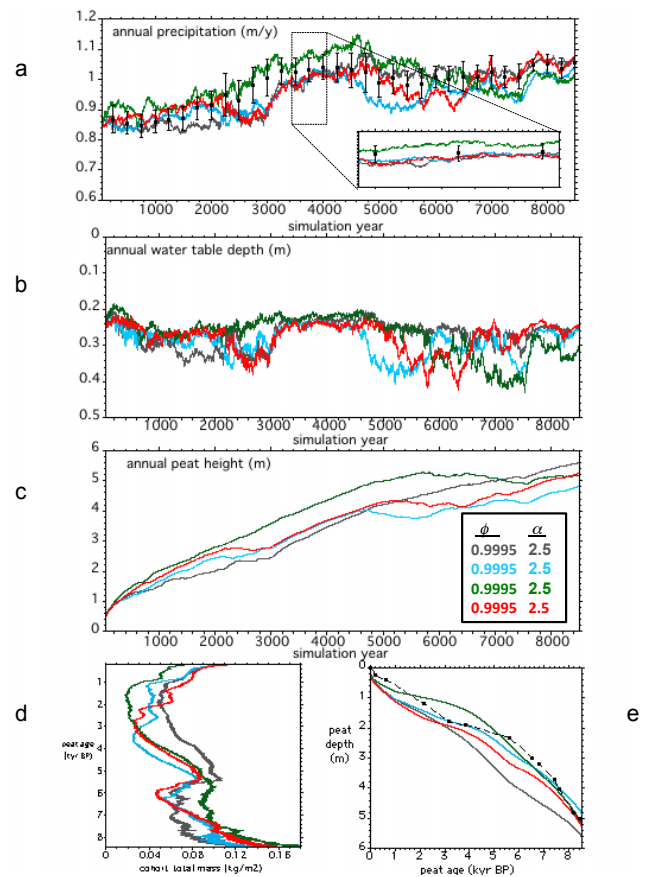 a
annual precipitation (m/y)
1.2
1.1
1.0
0.9
0.8
0.7
0.6
1000 2000 3000 4000 5000 6000 7000 8000
simulation year
b
annual water table depth (m)
0
0.1
0.2
0.3
0.4
0.5
1000 2000 3000 4000 5000 6000 7000 8000
simulation year
c
annual peat height (m)
6
5
4
3
2
1
0
ϕ α
0.9995 2.5
0.9995 2.5
0.9995 2.5
0.9995 2.5
1000 2000 3000 4000 5000 6000 7000 8000
simulation year
d
peat age
(kyr BP)
1
2
3
4
5
6
7
8
0 0.04 0.09 0.12 0.18
cohort total mass (kg/m2)
e
peat
depth
(m)
0
1
2
3
4
5
6
0 1 2 3 4 5 6 7 8
peat age (kyr BP)